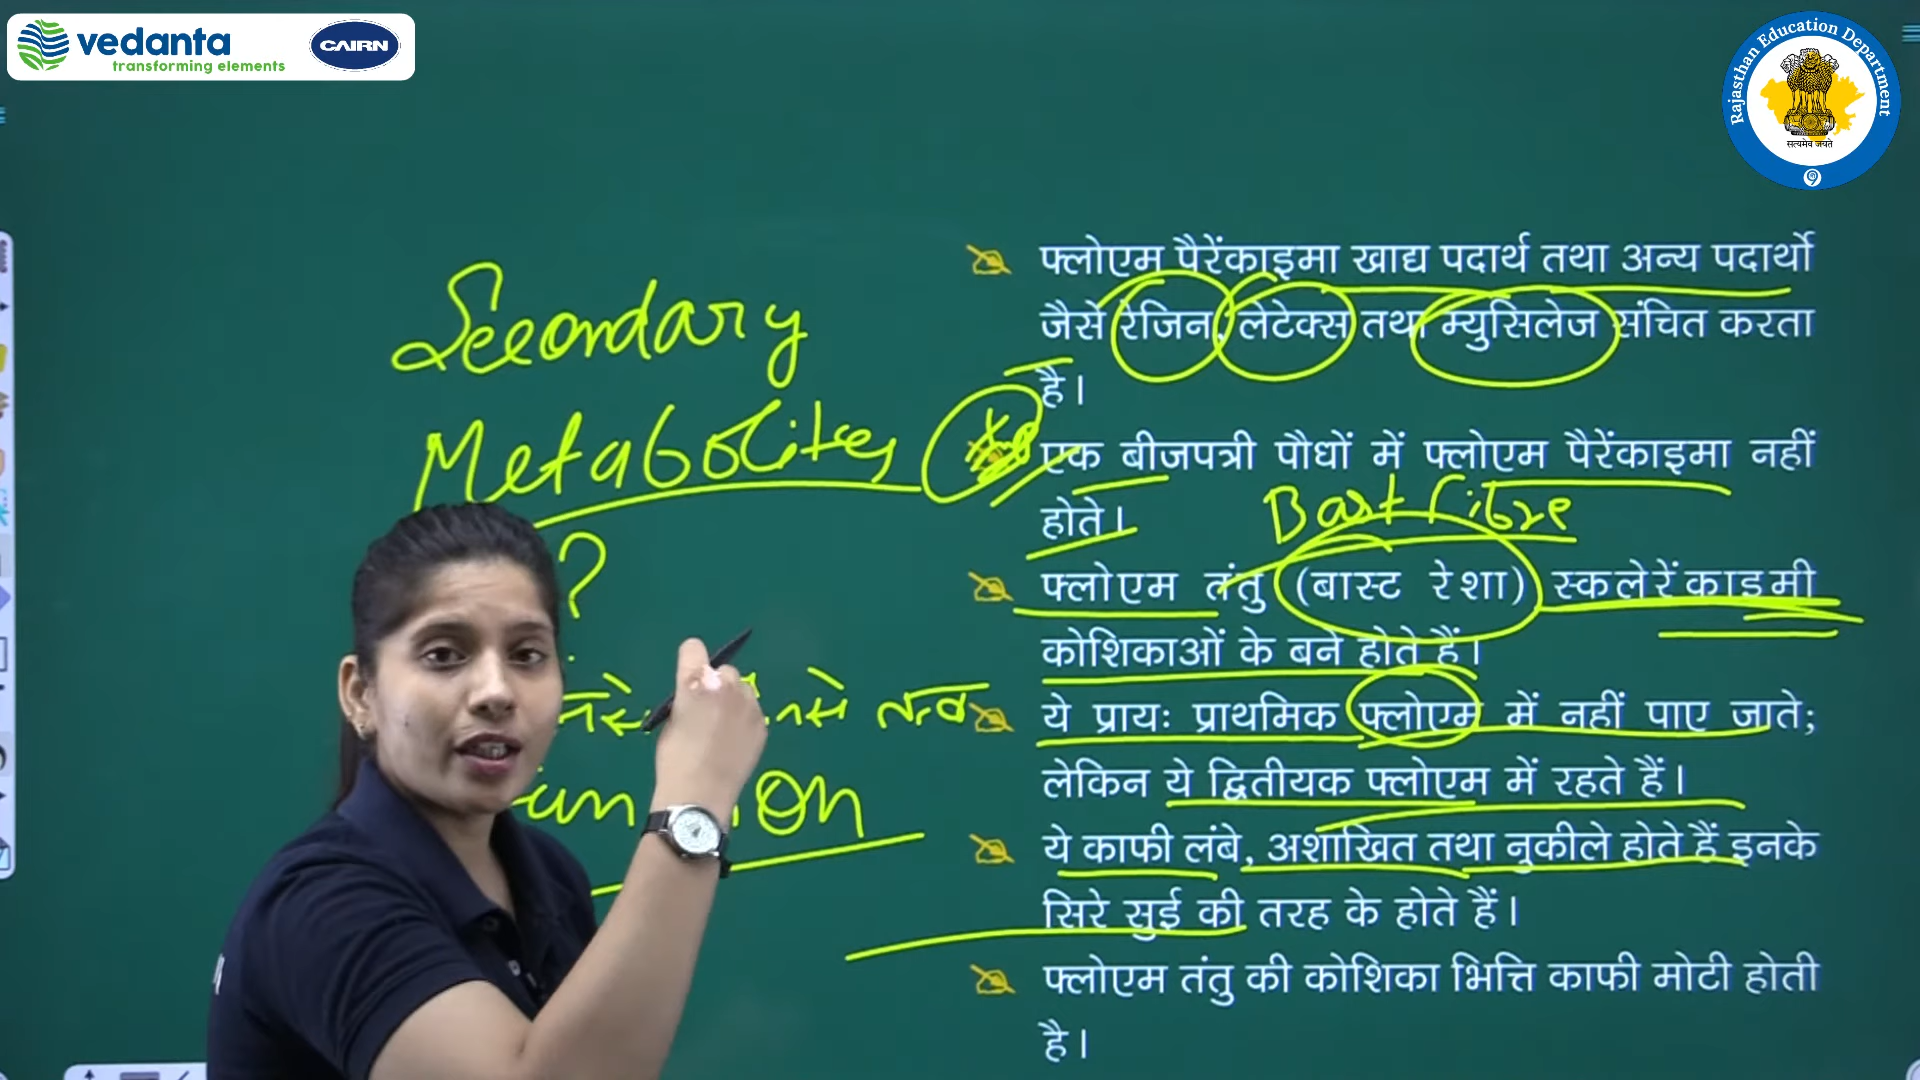 vedanta
transforming elements
CAIRN
Rajasthan Education Department
सत्यमेव जयते
Secondary
Metabolites
?
फ्लोएम पैरेंकाइमा खाद्य पदार्थ तथा अन्य पदार्थो
जैसे रेजिन, लेटेक्स तथा म्युसिलेज संचित करता
है।
एक बीजपत्री पौधों में फ्लोएम पैरेंकाइमा नहीं
होते।
Bast fibre
फ्लोएम तंतु (बास्ट रेशा) स्कलेरेंकाइमी
कोशिकाओं के बने होते हैं।
ये प्रायः प्राथमिक फ्लोएम में नहीं पाए जाते;
लेकिन ये द्वितीयक फ्लोएम में रहते हैं।
ये काफी लंबे, अशाखित तथा नुकीले होते हैं इनके
सिरे सुई की तरह के होते हैं।
फ्लोएम तंतु की कोशिका भित्ति काफी मोटी होती
है।